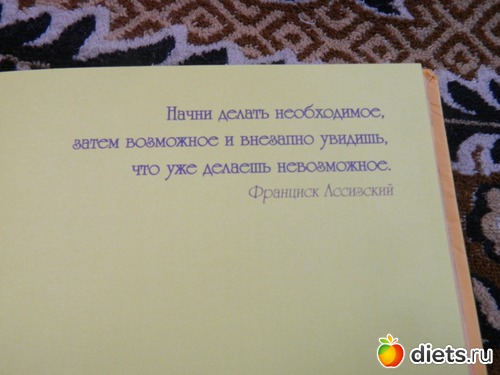 Начни делать необходимое,
затем возможное и внезапно увидишь,
что уже делаешь невозможное.
Франциск Ассизский
diets.ru